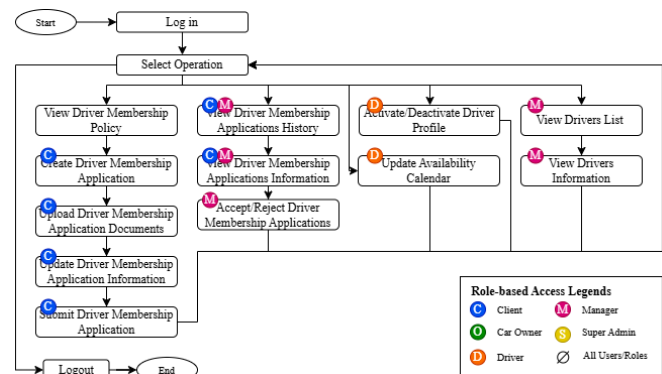 Start
Log in
Select Operation
View Driver Membership
Policy
C
Create Driver Membership
Application
C
Upload Driver Membership
Application Documents
C
Update Driver Membership
Application Information
C
Submit Driver Membership
Application
C M
View Driver Membership
Applications History
C M
View Driver Membership
Applications Information
M
Accept/Reject Driver
Membership Applications
D
Activate/Deactivate Driver
Profile
D
Update Availability
Calendar
M
View Drivers List
M
View Drivers
Information
Logout
End
Role-based Access Legends
C Client
M Manager
O Car Owner
S Super Admin
D Driver
∅ All Users/Roles